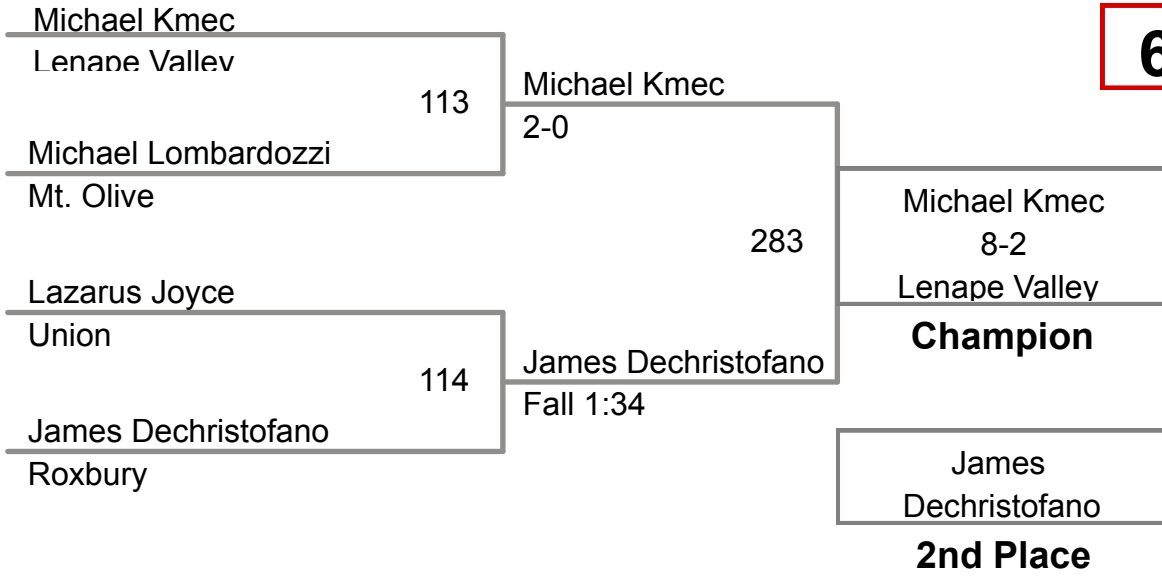 Michael Kmec
Lenape Valley
113
Michael Kmec
2-0
Michael Lombardozzi
Mt. Olive
283
Michael Kmec
8-2
Lenape Valley
Champion
Lazarus Joyce
Union
114
James Dechristofano
Fall 1:34
James Dechristofano
Roxbury
James
Dechristofano
2nd Place
6